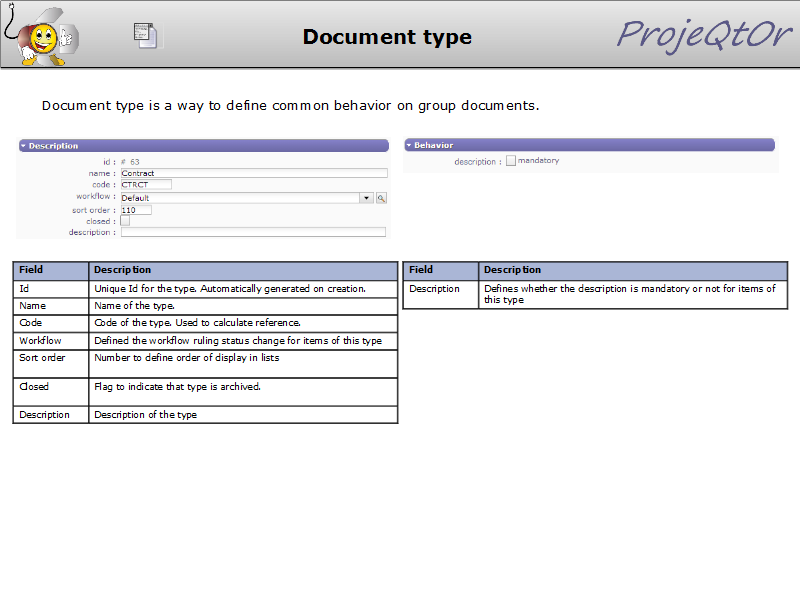 Document type
ProjeQtOr
Document type is a way to define common behavior on group documents.
Description
id : # 63
name : Contract
code : CTRCT
workflow : Default
sort order : 110
closed :
description :
Behavior
description : mandatory
Field Description
Id Unique Id for the type. Automatically generated on creation.
Name Name of the type.
Code Code of the type. Used to calculate reference.
Workflow Defined the workflow ruling status change for items of this type
Sort order Number to define order of display in lists
Closed Flag to indicate that type is archived.
Description Description of the type
Field Description
Description Defines whether the description is mandatory or not for items of
this type